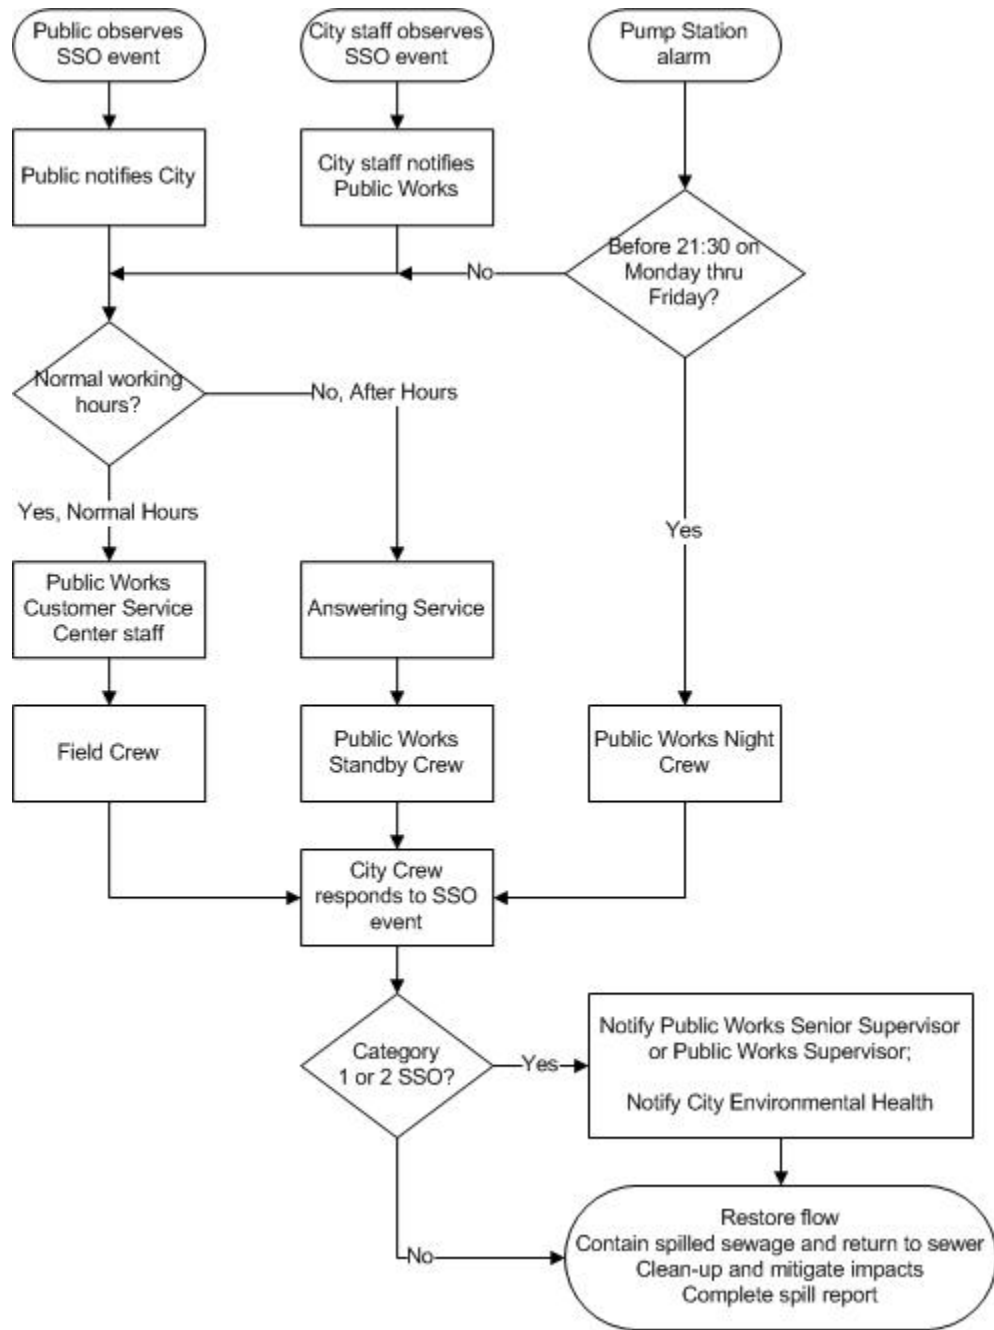 Public observes
SSO event
City staff observes
SSO event
Pump Station
alarm
Public notifies City
City staff notifies
Public Works
Before 21:30 on
Monday thru
Friday?
No
Normal working
hours?
No, After Hours
Yes, Normal Hours
Yes
Public Works
Customer Service
Center staff
Answering Service
Field Crew
Public Works
Standby Crew
Public Works Night
Crew
City Crew
responds to SSO
event
Category
1 or 2 SSO?
Yes
Notify Public Works Senior Supervisor
or Public Works Supervisor;
Notify City Environmental Health
No
Restore flow
Contain spilled sewage and return to sewer
Clean-up and mitigate impacts
Complete spill report